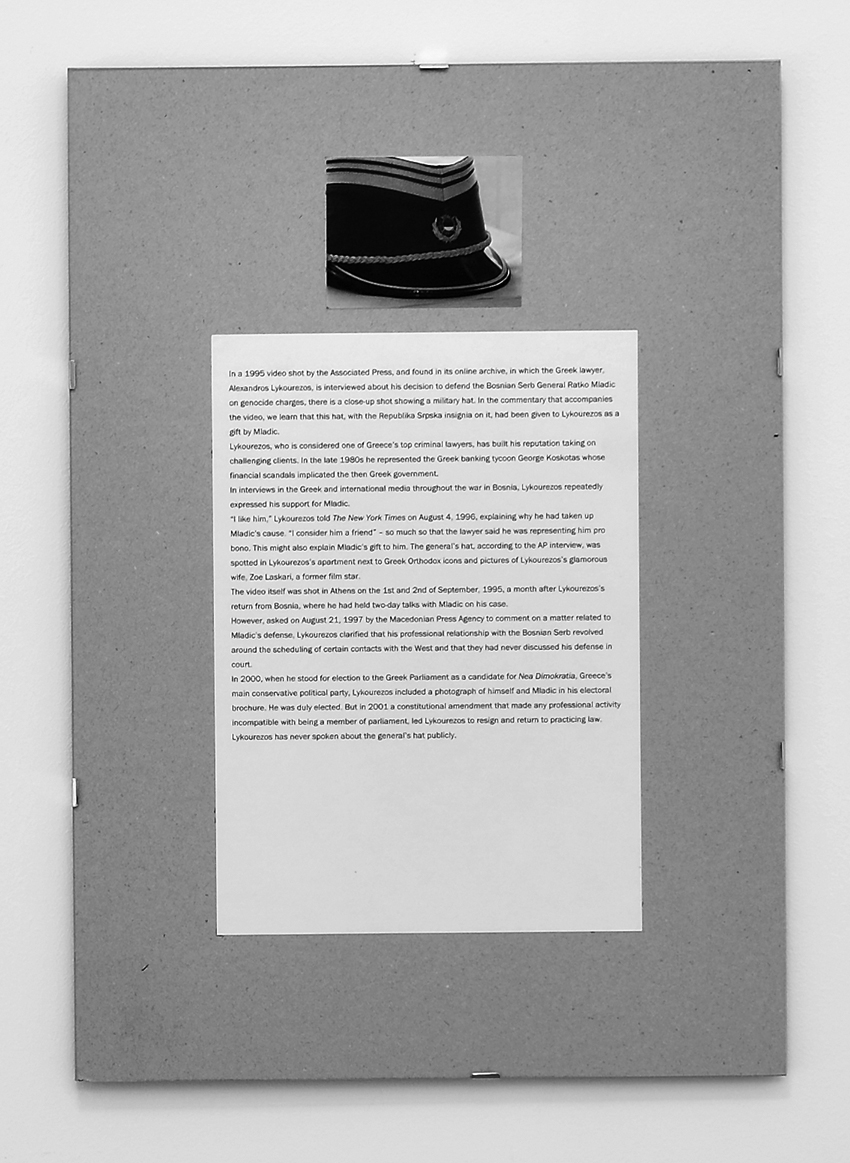 In a 1995 video shot by the Associated Press, and found in its online archive, in which the Greek lawyer,
Alexandros Lykourezos, is interviewed about his decision to defend the Bosnian Serb General Ratko Mladic
on genocide charges, there is a close-up shot showing a military hat. In the commentary that accompanies
the video, we learn that this hat, with the Republika Srpska insignia on it, had been given to Lykourezos as a
gift by Mladic.
Lykourezos, who is considered one of Greece's top criminal lawyers, has built his reputation taking on
challenging clients. In the late 1980s he represented the Greek banking tycoon George Koskotas whose
financial scandals implicated the then Greek government.
In interviews in the Greek and international media throughout the war in Bosnia, Lykourezos repeatedly
expressed his support for Mladic.
"I like him," Lykourezos told The New York Times on August 4, 1996, explaining why he had taken up
Mladic's cause. "I consider him a friend" – so much so that the lawyer said he was representing him pro
bono. This might also explain Mladic's gift to him. The general's hat, according to the AP interview, was
spotted in Lykourezos's apartment next to Greek Orthodox icons and pictures of Lykourezos's glamorous
wife, Zoe Laskari, a former film star.
The video itself was shot in Athens on the 1st and 2nd of September, 1995, a month after Lykourezos's
return from Bosnia, where he had held two-day talks with Mladic on his case.
However, asked on August 21, 1997 by the Macedonian Press Agency to comment on a matter related to
Mladic's defense, Lykourezos clarified that his professional relationship with the Bosnian Serb revolved
around the scheduling of certain contacts with the West and that they had never discussed his defense in
court.
In 2000, when he stood for election to the Greek Parliament as a candidate for Nea Dimokratia, Greece's
main conservative political party, Lykourezos included a photograph of himself and Mladic in his electoral
brochure. He was duly elected. But in 2001 a constitutional amendment that made any professional activity
incompatible with being a member of parliament, led Lykourezos to resign and return to practicing law.
Lykourezos has never spoken about the general's hat publicly.